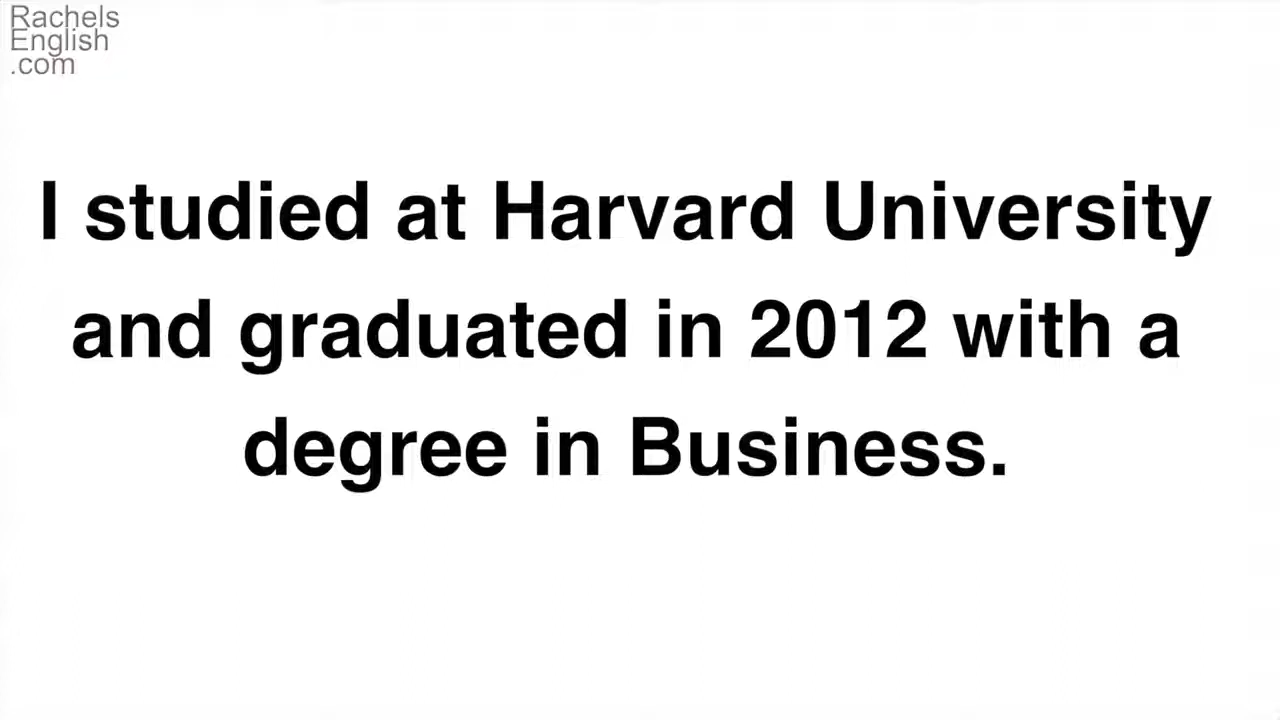 Rachels
English
.com
I studied at Harvard University
and graduated in 2012 with a
degree in Business.